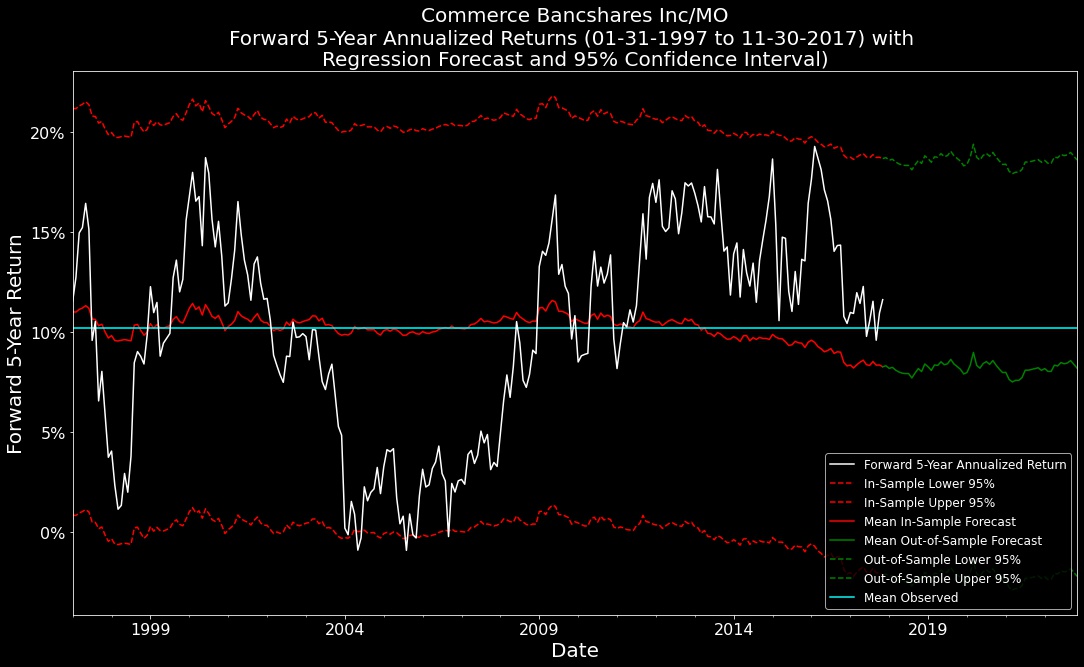 Commerce Bancshares Inc/MO
Forward 5-Year Annualized Returns (01-31-1997 to 11-30-2017) with
Regression Forecast and 95% Confidence Interval)
Forward 5-Year Return
20%
15%
10%
5%
0%
Forward 5-Year Annualized Return
In-Sample Lower 95%
In-Sample Upper 95%
Mean In-Sample Forecast
Mean Out-of-Sample Forecast
Out-of-Sample Lower 95%
Out-of-Sample Upper 95%
Mean Observed
1999
2004
2009
2014
2019
Date